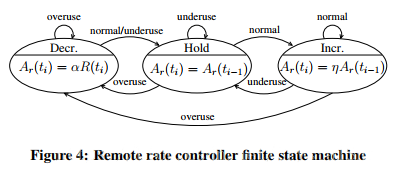 overuse
underuse
normal
normal/underuse
normal
Decr.
Hold
Incr.
A_r(t_i) = αR(t_i)
A_r(t_i) = A_r(t_{i−1})
A_r(t_i) = ηA_r(t_{i−1})
overuse
underuse
overuse
Figure 4: Remote rate controller finite state machine